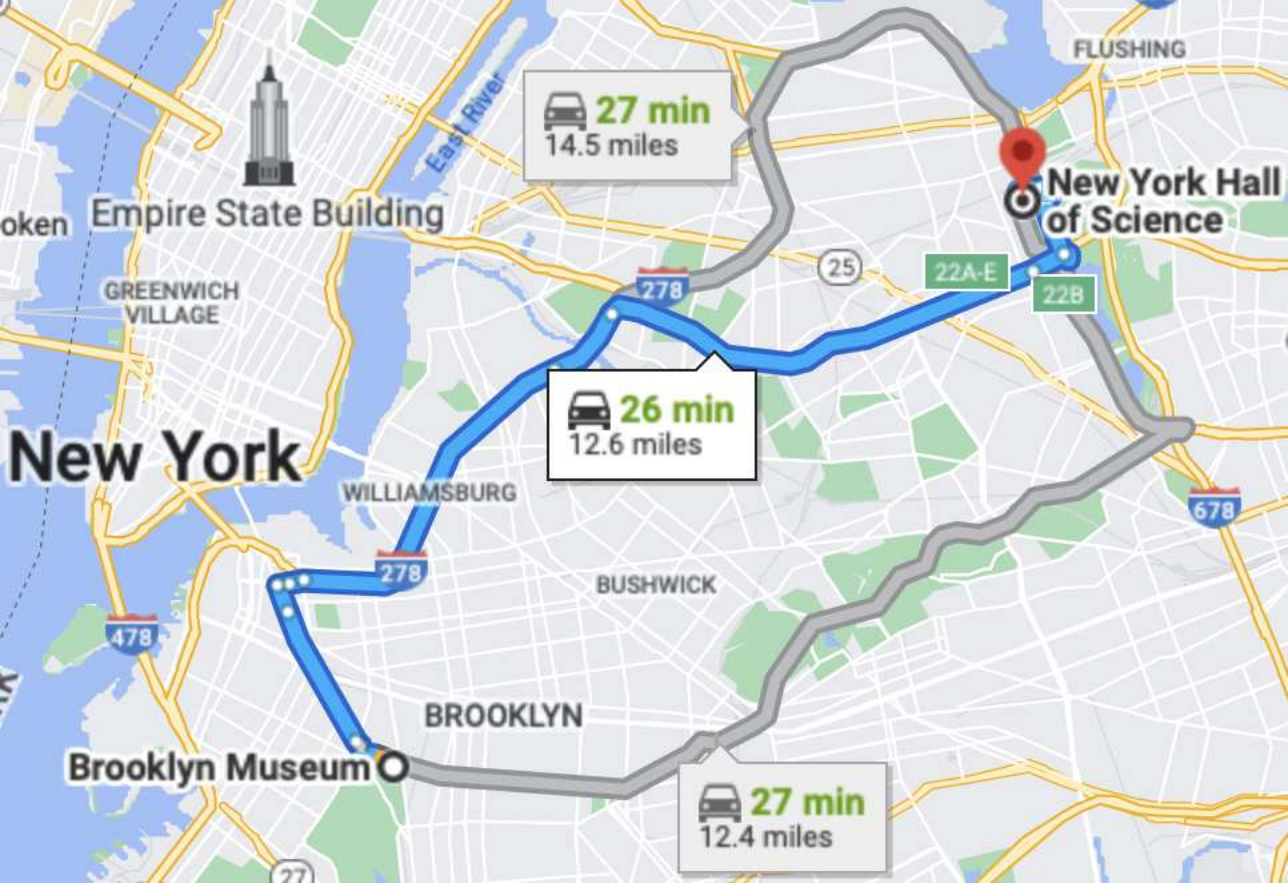 FLUSHING
27 min
14.5 miles
East River
New York Hall
of Science
oken
Empire State Building
25
22A-E
22B
278
GREENWICH
VILLAGE
26 min
12.6 miles
New York
WILLIAMSBURG
678
278
BUSHWICK
478
BROOKLYN
Brooklyn Museum
27 min
12.4 miles
27